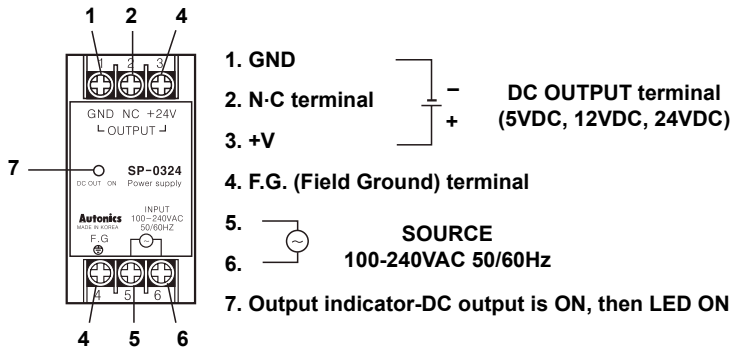 1 2 4
1 2 3
GND NC +24V
OUTPUT
7
DC OUT ON
SP-0324
Power supply
Autonics
MADE IN KOREA
INPUT
100-240VAC
50/60HZ
F.G
4 5 6
4 5 6
1. GND
2. N·C terminal
3. +V
−
+
DC OUTPUT terminal
(5VDC, 12VDC, 24VDC)
4. F.G. (Field Ground) terminal
5.
6.
SOURCE
100-240VAC 50/60Hz
7. Output indicator-DC output is ON, then LED ON